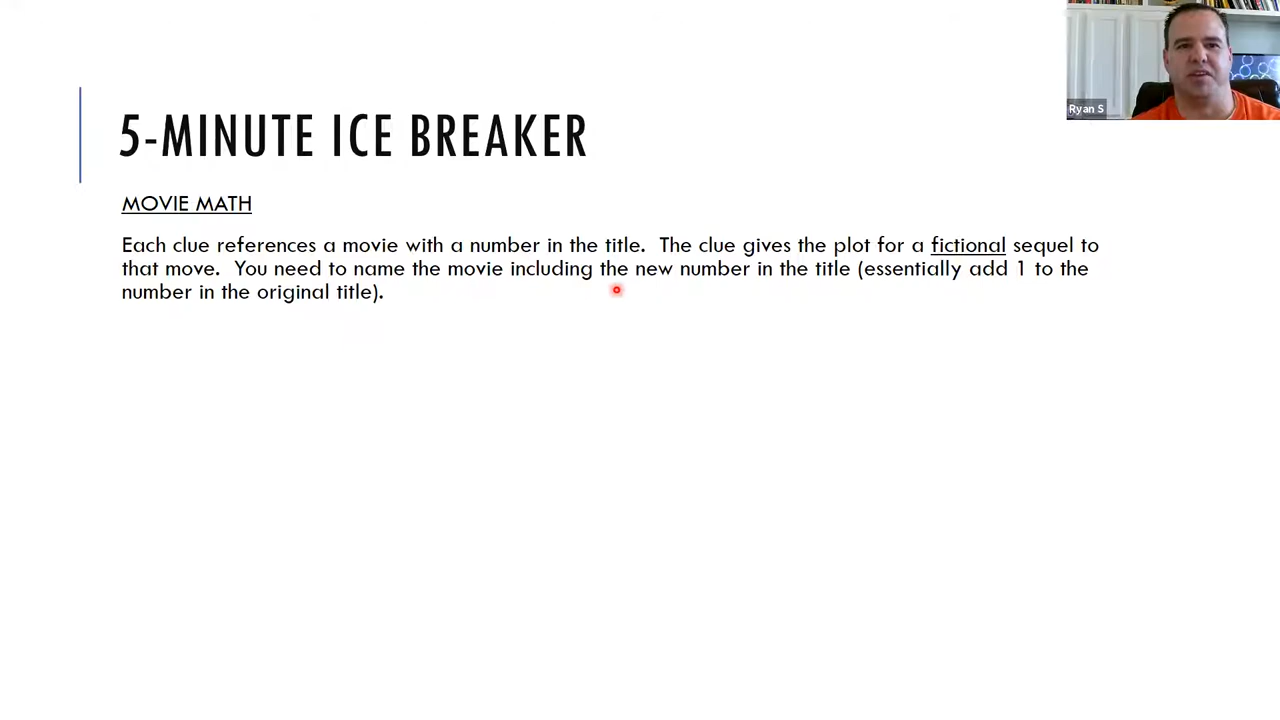 Ryan S
5-MINUTE ICE BREAKER
MOVIE MATH
Each clue references a movie with a number in the title.  The clue gives the plot for a fictional sequel to
that move.  You need to name the movie including the new number in the title (essentially add 1 to the
number in the original title).